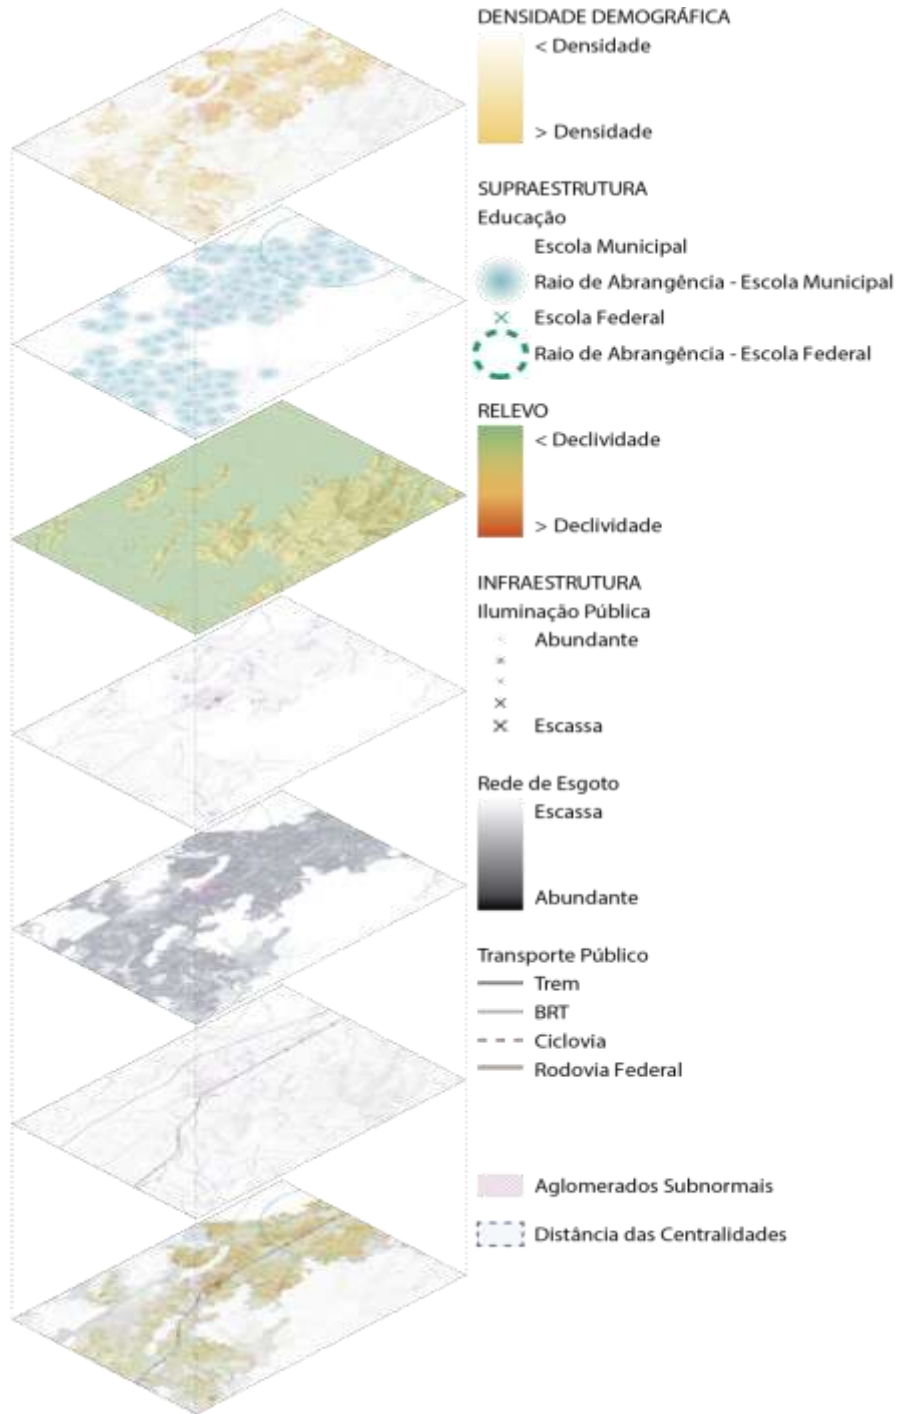 DENSIDADE DEMOGRÁFICA
< Densidade
> Densidade
SUPRAESTRUTURA
Educação
Escola Municipal
Raio de Abrangência - Escola Municipal
Escola Federal
Raio de Abrangência - Escola Federal
RELEVO
< Declividade
> Declividade
INFRAESTRUTURA
Iluminação Pública
Abundante
Escassa
Rede de Esgoto
Escassa
Abundante
Transporte Público
Trem
BRT
Ciclovia
Rodovia Federal
Aglomerados Subnormais
Distância das Centralidades